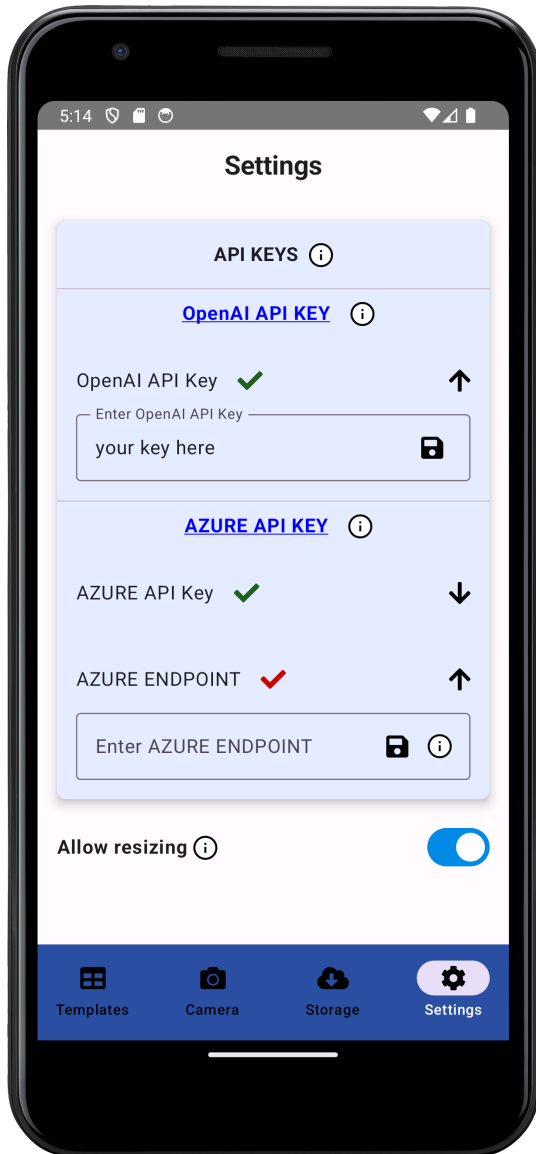 5:14
Settings
API KEYS
OpenAI API KEY
OpenAI API Key
Enter OpenAI API Key
your key here
AZURE API KEY
AZURE API Key
AZURE ENDPOINT
Enter AZURE ENDPOINT
Allow resizing
Templates Camera Storage Settings